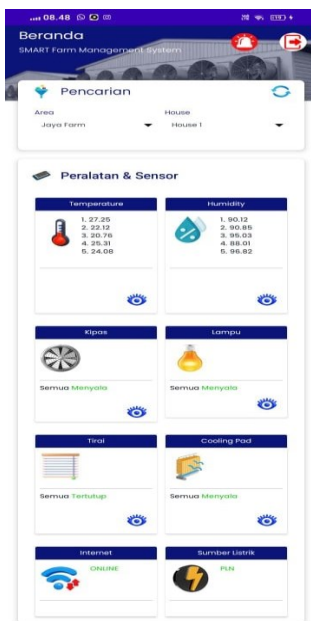 08.48
Beranda
SMART Farm Management System
Pencarian
Area House
Jaya Farm House 1
Peralatan & Sensor
Temperature Humidity
1. 27.25 1. 90.12
2. 22.12 2. 90.85
3. 20.76 3. 95.03
4. 25.31 4. 88.01
5. 24.08 5. 96.82
Kipas Lampu
Semua Menyala Semua Menyala
Tirai Cooling Pad
Semua Tertutup Semua Menyala
Internet Sumber Listrik
ONLINE PLN